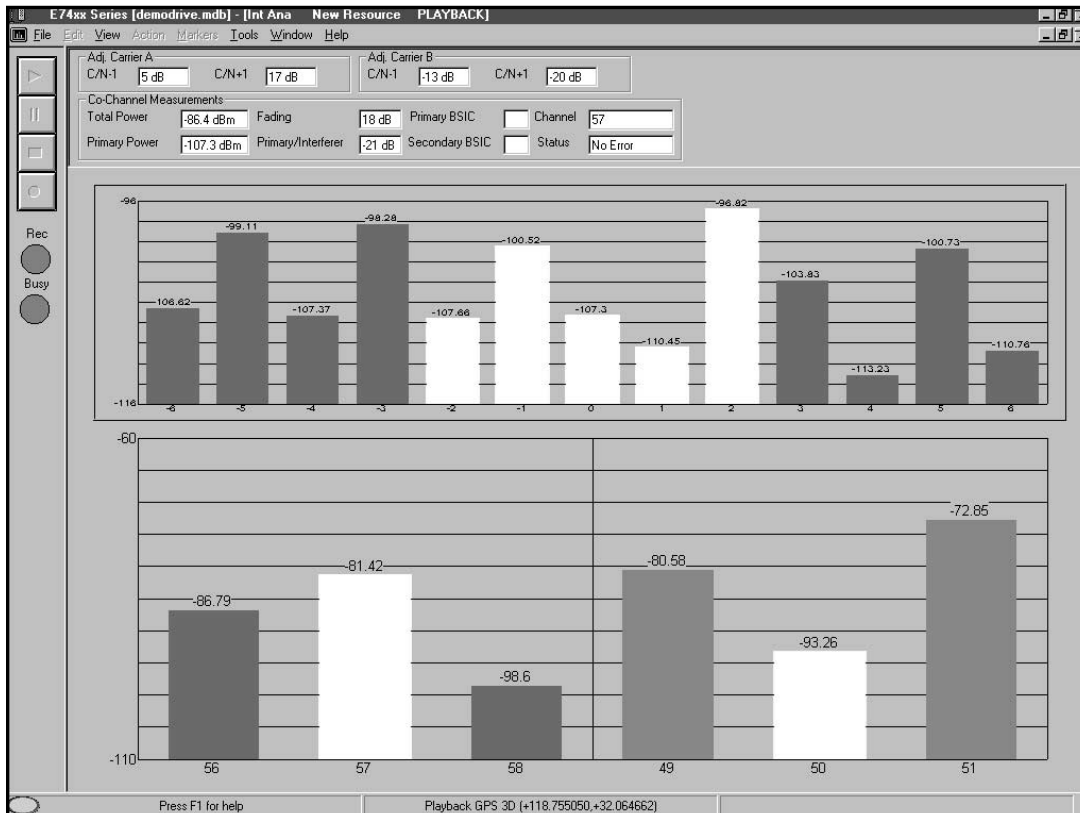 E74xx Series [demodrive.mdb] - [Int Ana New Resource PLAYBACK]
File Edit View Action Markers Tools Window Help
Adj. Carrier A
C/N-1 5 dB C/N+1 17 dB
Adj. Carrier B
C/N-1 -13 dB C/N+1 -20 dB
Co-Channel Measurements
Total Power -86.4 dBm Fading 18 dB Primary BSIC Channel 57
Primary Power -107.3 dBm Primary/Interferer -21 dB Secondary BSIC Status No Error
Rec
Busy
-96
-106.62 -99.11 -107.37 -98.28 -107.66 -100.52 -107.3 -110.45 -96.82 -103.83 -113.23 -100.73 -110.76
-116
-6 -5 -4 -3 -2 -1 0 1 2 3 4 5 6
-60
-86.79 -81.42 -98.6 -80.58 -93.26 -72.85
-110
56 57 58 49 50 51
Press F1 for help Playback GPS 3D (+118.755050,+32.064662)